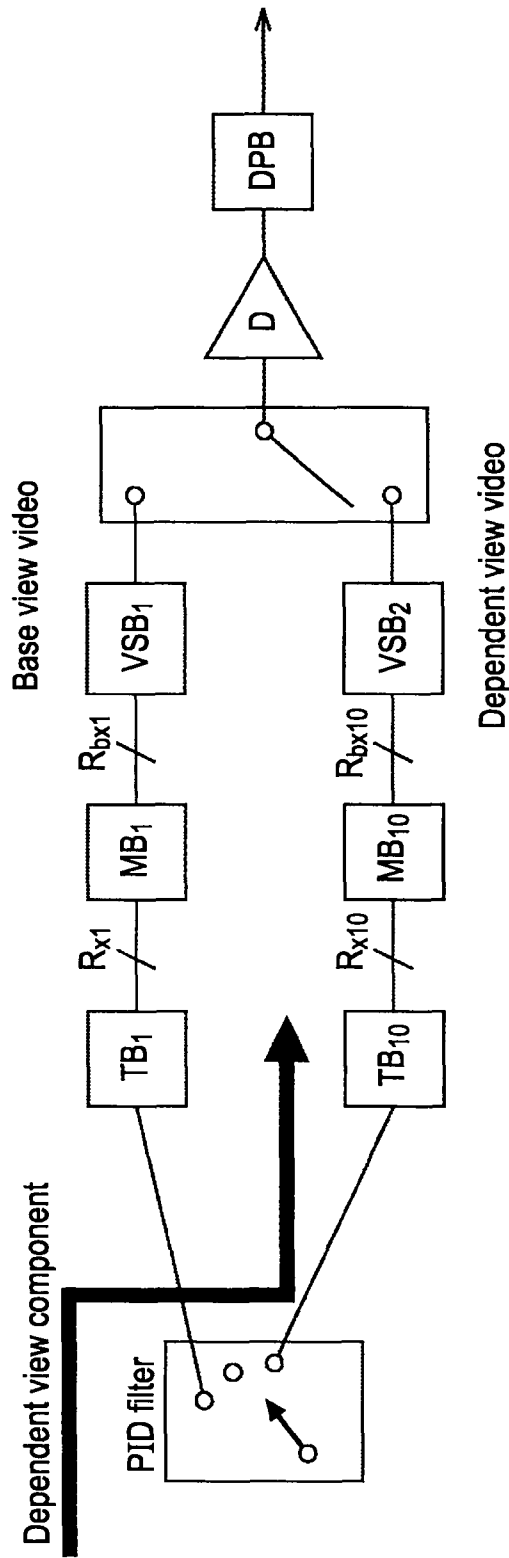 Dependent view component
PID filter
Base view video
TB1
Rx1
MB1
Rbx1
VSB1
TB10
Rx10
MB10
Rbx10
VSB2
Dependent view video
D
DPB